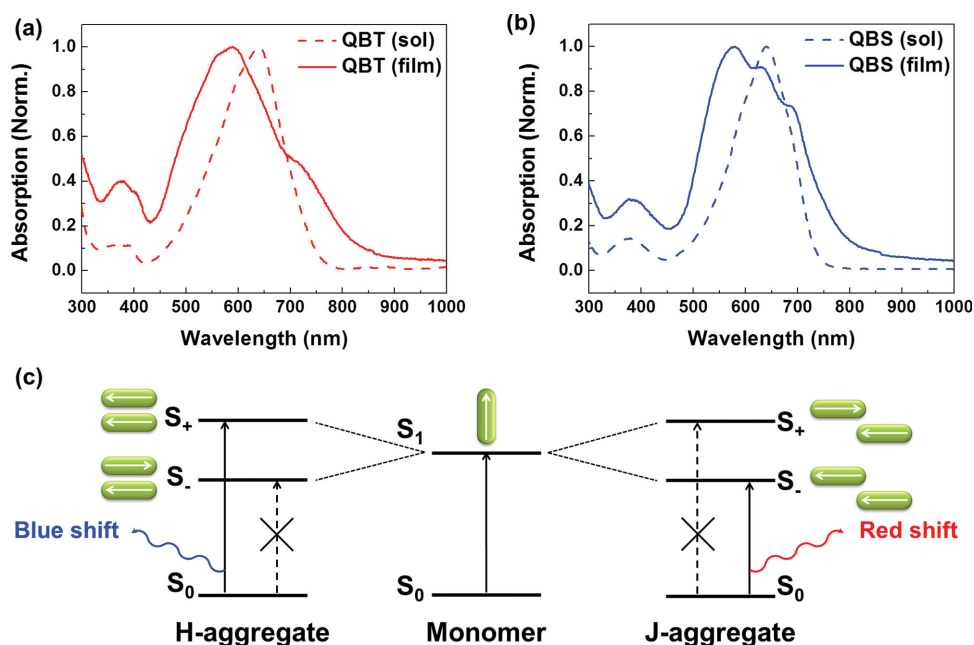 (a)
QBT (sol)
QBT (film)
Absorption (Norm.)
1.0
0.8
0.6
0.4
0.2
0.0
300 400 500 600 700 800 900 1000
Wavelength (nm)
(b)
QBS (sol)
QBS (film)
Absorption (Norm.)
1.0
0.8
0.6
0.4
0.2
0.0
300 400 500 600 700 800 900 1000
Wavelength (nm)
(c)
S+
S-
Blue shift
S0
H-aggregate
S1
S0
Monomer
S+
S-
Red shift
S0
J-aggregate